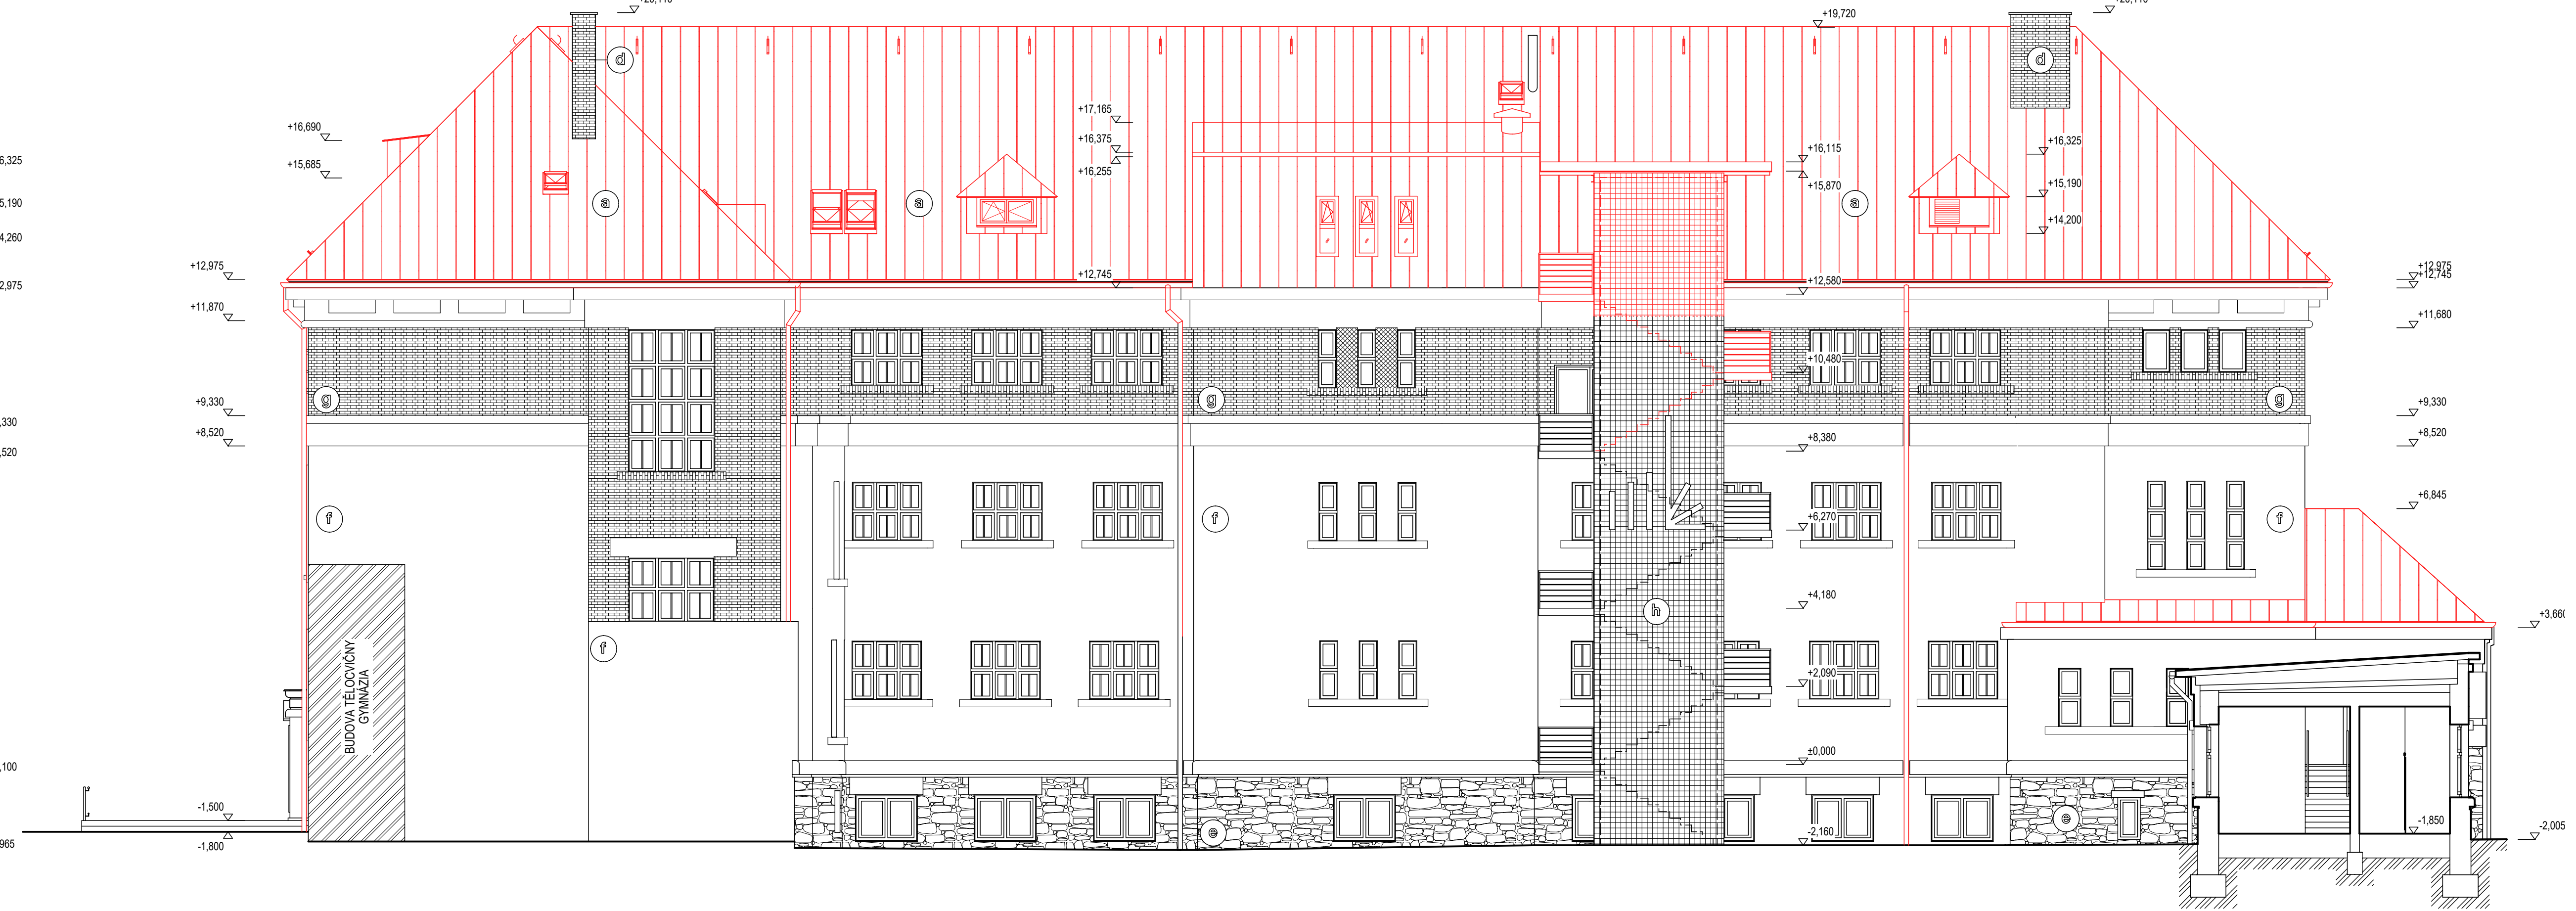 +19,720
d
d
+17,165
+16,690
+16,375
+16,115
+16,325
6,325
+15,685
+16,255
+15,870
+15,190
5,190
a
a
a
+14,200
4,260
+12,975
+12,745
+12,580
+12,975
+12,745
2,975
+11,870
+11,680
+10,480
g
g
g
+9,330
+9,330
,330
+8,520
+8,380
+8,520
,520
+6,845
f
f
f
+6,270
+4,180
h
+3,660
f
BUDOVA TĚLOCVIČNY
GYMNÁZIA
+2,090
±0,000
,100
-1,500
e
e
-1,850
-2,160
-2,005
-1,800
965